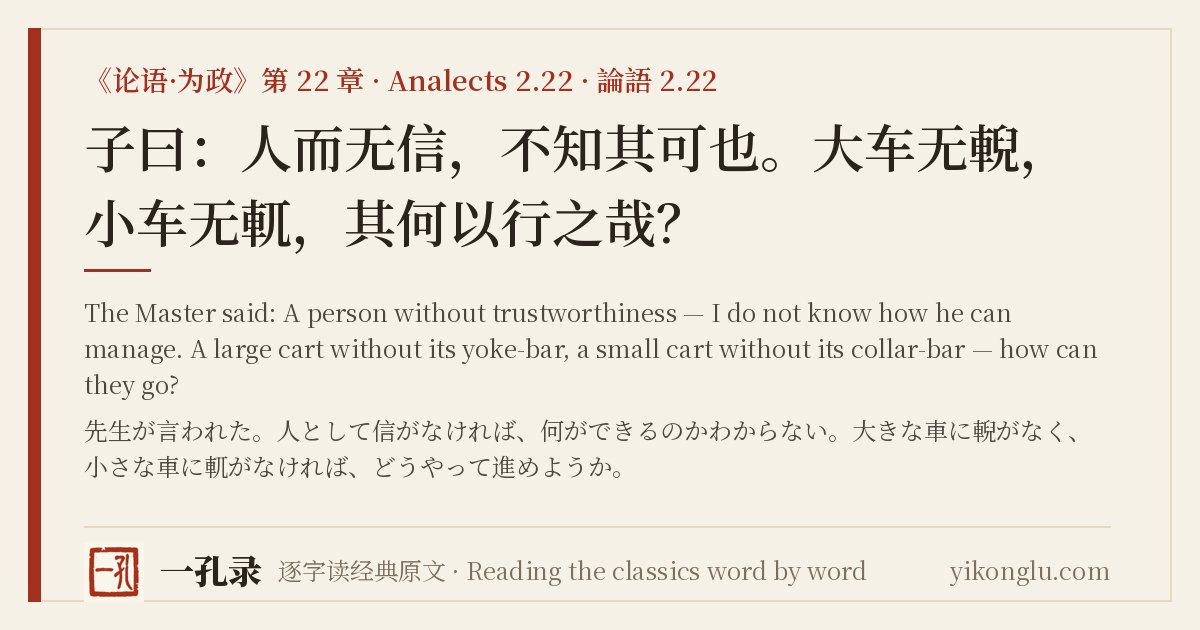 《论语·为政》第 22 章 · Analects 2.22 · 論語 2.22
子曰：人而无信，不知其可也。大车无輗，
小车无軏，其何以行之哉？
The Master said: A person without trustworthiness — I do not know how he can
manage. A large cart without its yoke-bar, a small cart without its collar-bar — how can
they go?
先生が言われた。人として信がなければ、何ができるのかわからない。大きな車に輗がなく、
小さな車に軏がなければ、どうやって進めようか。
一孔 一孔录 逐字读经典原文 · Reading the classics word by word yikonglu.com